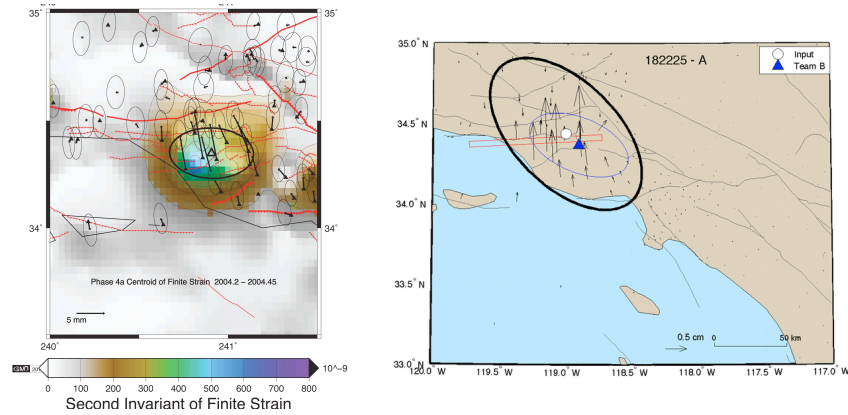 35°
35°
34°
34°
Phase 4a Centroid of Finite Strain 2004.2 − 2004.45
5 mm
240
241
10^−9
0 100 200 300 400 500 600 700 800
Second Invariant of Finite Strain
35.0° N
34.5° N
34.0° N
33.5° N
33.0° N
182225 - A
Input
Team B
0.5 cm
0
50 km
120.0° W 119.5° W 119.0° W 118.5° W 118.0° W 117.5° W 117.0° W